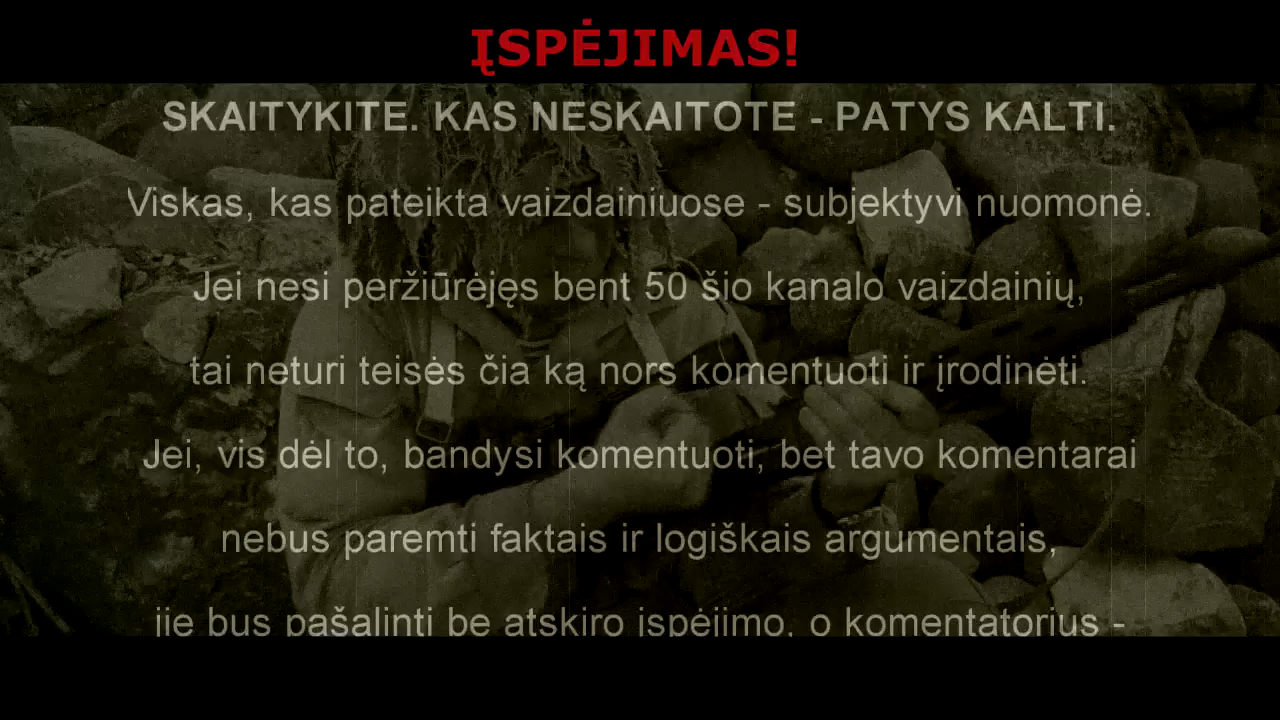 ĮSPĖJIMAS!
SKAITYKITE. KAS NESKAITOTE - PATYS KALTI.
Viskas, kas pateikta vaizdainiuose - subjektyvi nuomonė.
Jei nesi peržiūrėjęs bent 50 šio kanalo vaizdainių,
tai neturi teisės čia ką nors komentuoti ir įrodinėti.
Jei, vis dėl to, bandysi komentuoti, bet tavo komentarai
nebus paremti faktais ir logiškais argumentais,
jie bus pašalinti be atskiro įspėjimo, o komentatorius -